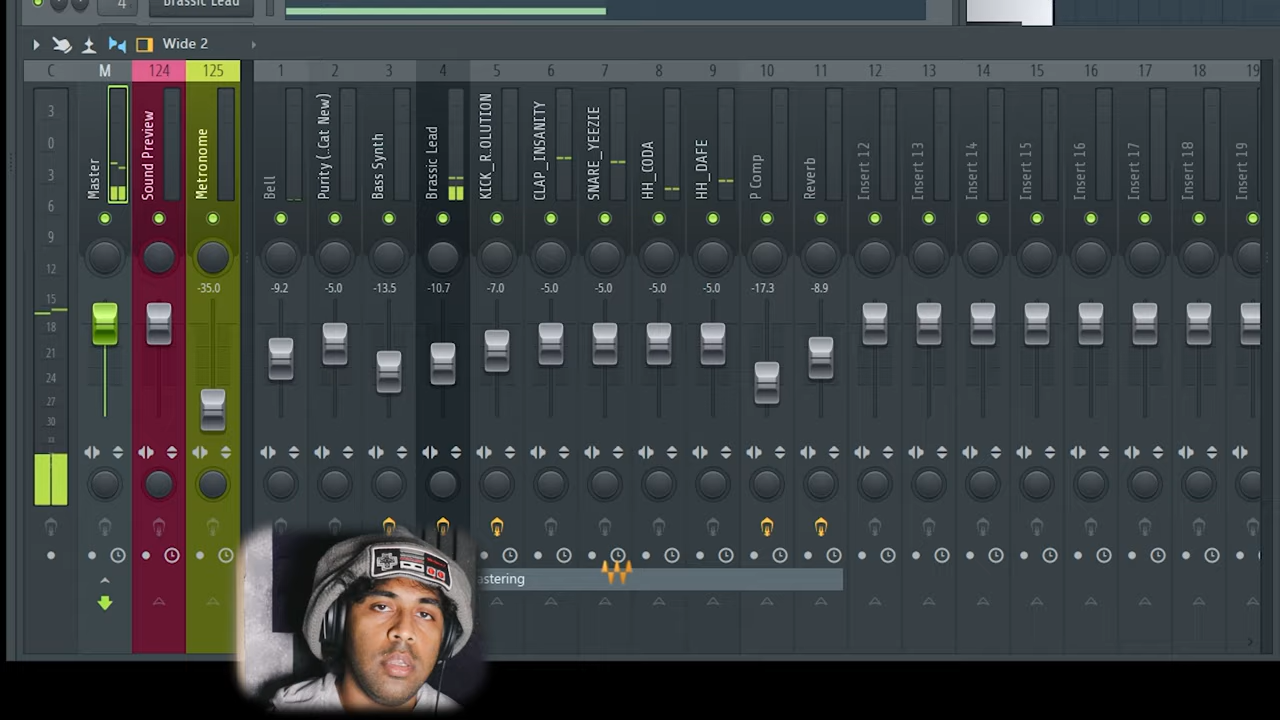 4 Brassic Lead
Wide 2
C M 124 125 1 2 3 4 5 6 7 8 9 10 11 12 13 14 15 16 17 18 19
Master
Sound Preview
Metronome
Bell
Purity (..Cat New)
Bass Synth
Brassic Lead
KICK_R.OLUTION
CLAP_INSANITY
SNARE_YEEZIE
HH_CODA
HH_DAFE
P Comp
Reverb
Insert 12
Insert 13
Insert 14
Insert 15
Insert 16
Insert 17
Insert 18
Insert 19
3
0
3
6
9
12
15
18
21
24
27
30
-35.0 -9.2 -5.0 -13.5 -10.7 -7.0 -5.0 -5.0 -5.0 -5.0 -17.3 -8.9
astering